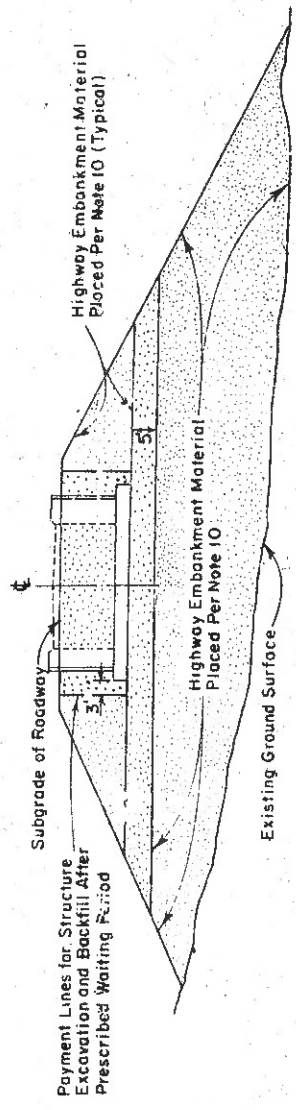 Payment Lines for Structure
Excavation and Backfill After
Prescribed Waiting Period
Subgrade of Roadway
℄
Highway Embankment Material
Placed Per Note 10 (Typical)
3'
5'
Highway Embankment Material
Placed Per Note 10
Existing Ground Surface